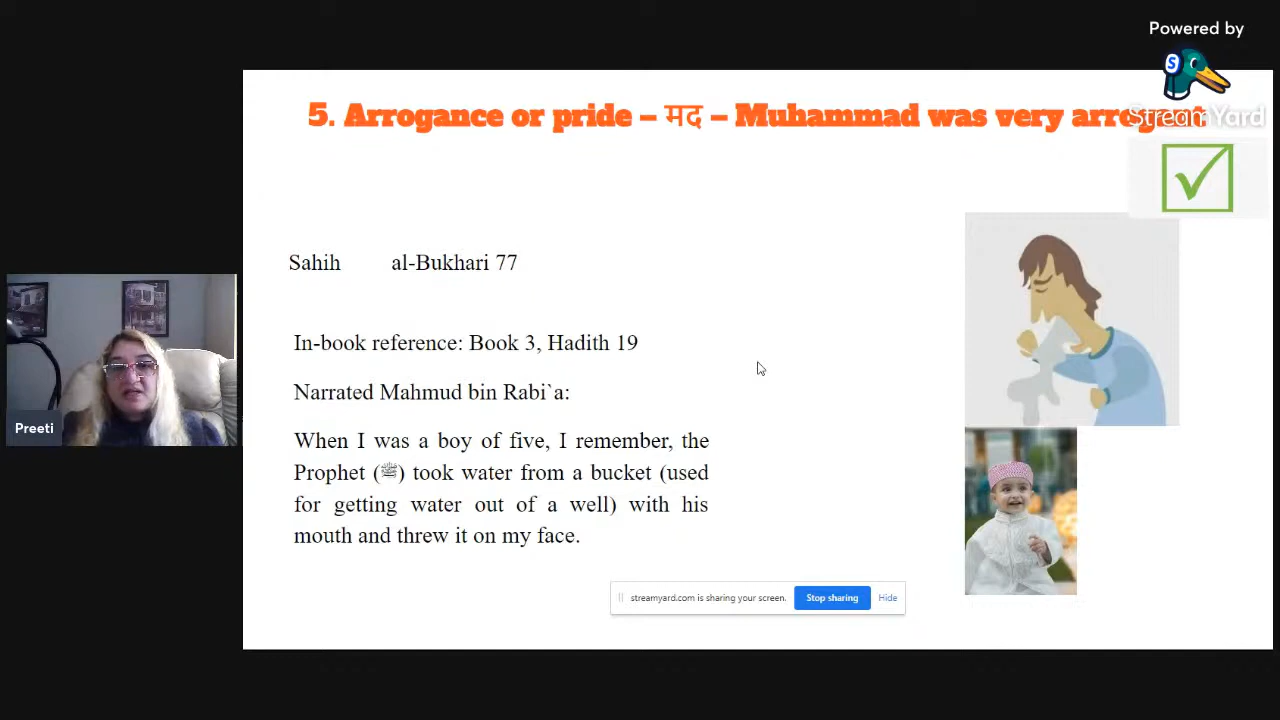 Powered by
StreamYard
5. Arrogance or pride – मद – Muhammad was very arrogant
Sahih al-Bukhari 77
In-book reference: Book 3, Hadith 19
Narrated Mahmud bin Rabi`a:
When I was a boy of five, I remember, the
Prophet (ﷺ) took water from a bucket (used
for getting water out of a well) with his
mouth and threw it on my face.
Preeti
streamyard.com is sharing your screen.
Stop sharing
Hide